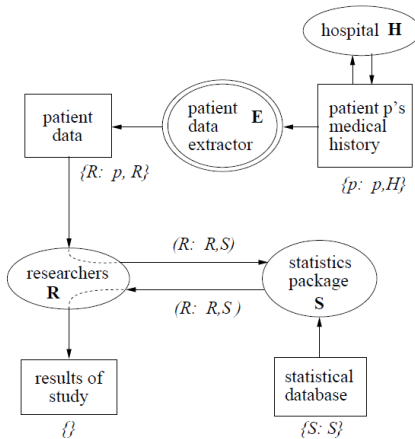 hospital H
patient p's
medical
history
{p: p,H}
patient
data
extractor
E
patient
data
{R: p, R}
(R: R,S)
researchers
R
statistics
package
S
(R: R,S )
results of
study
{}
statistical
database
{S: S}